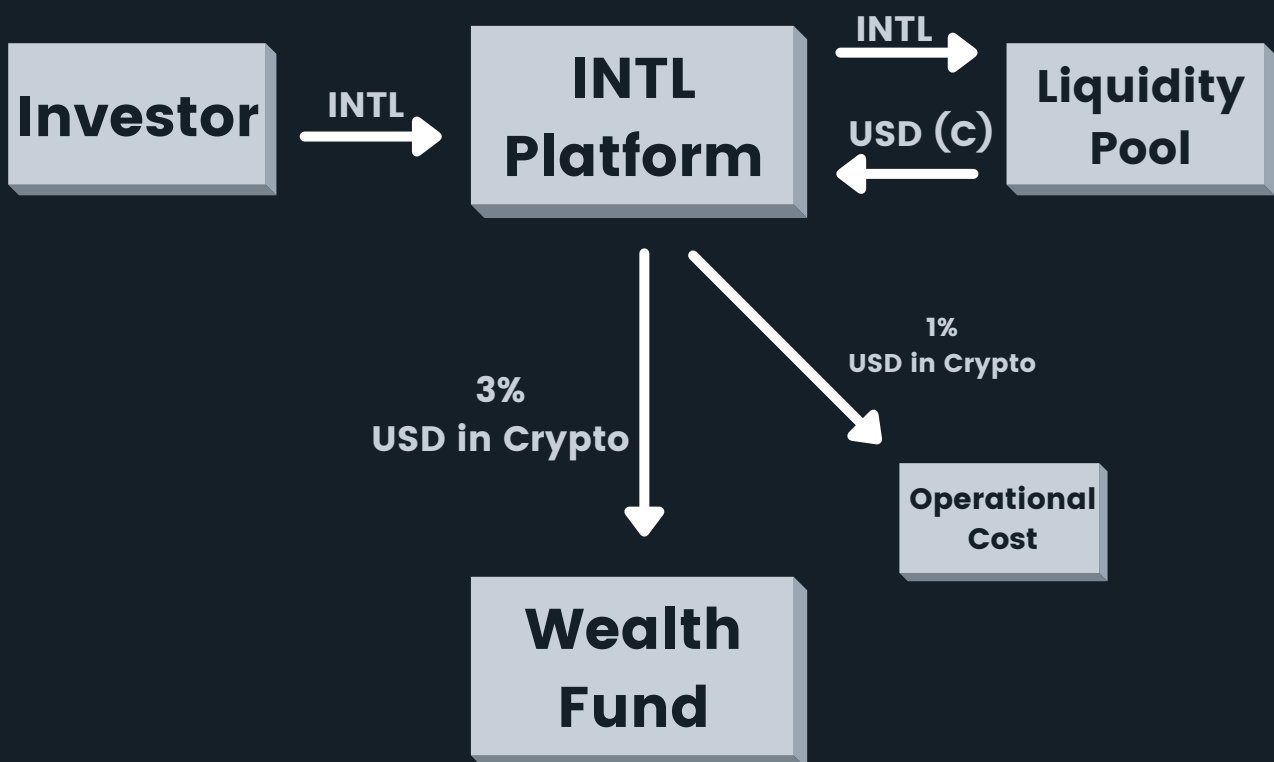 Investor
INTL
INTL
Platform
INTL
USD (C)
Liquidity
Pool
3%
USD in Crypto
1%
USD in Crypto
Operational
Cost
Wealth
Fund